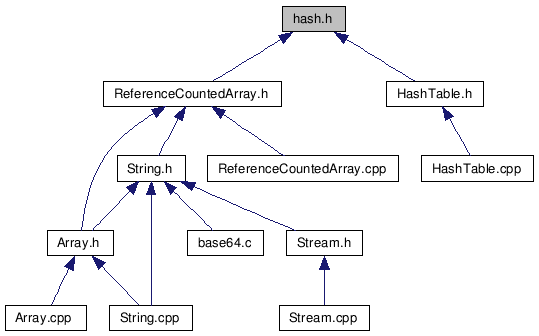 hash.h
ReferenceCountedArray.h
HashTable.h
String.h
ReferenceCountedArray.cpp
HashTable.cpp
Array.h
base64.c
Stream.h
Array.cpp
String.cpp
Stream.cpp